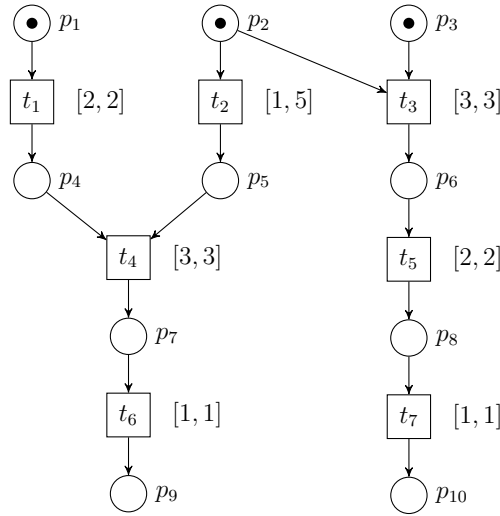 p1 p2 p3
t1 [2, 2] t2 [1, 5] t3 [3, 3]
p4 p5 p6
t4 [3, 3] t5 [2, 2]
p7 p8
t6 [1, 1] t7 [1, 1]
p9 p10